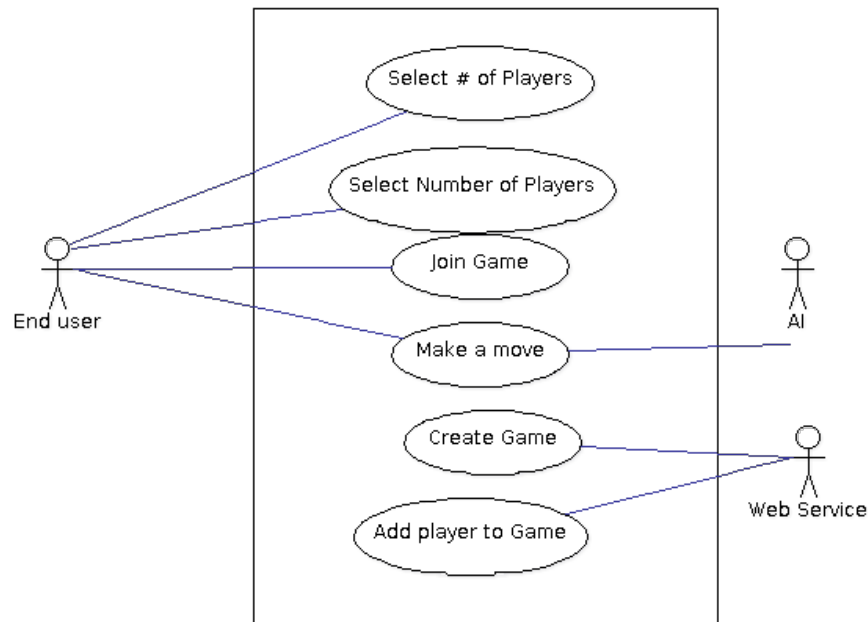 Select # of Players
Select Number of Players
Join Game
End user
AI
Make a move
Create Game
Web Service
Add player to Game